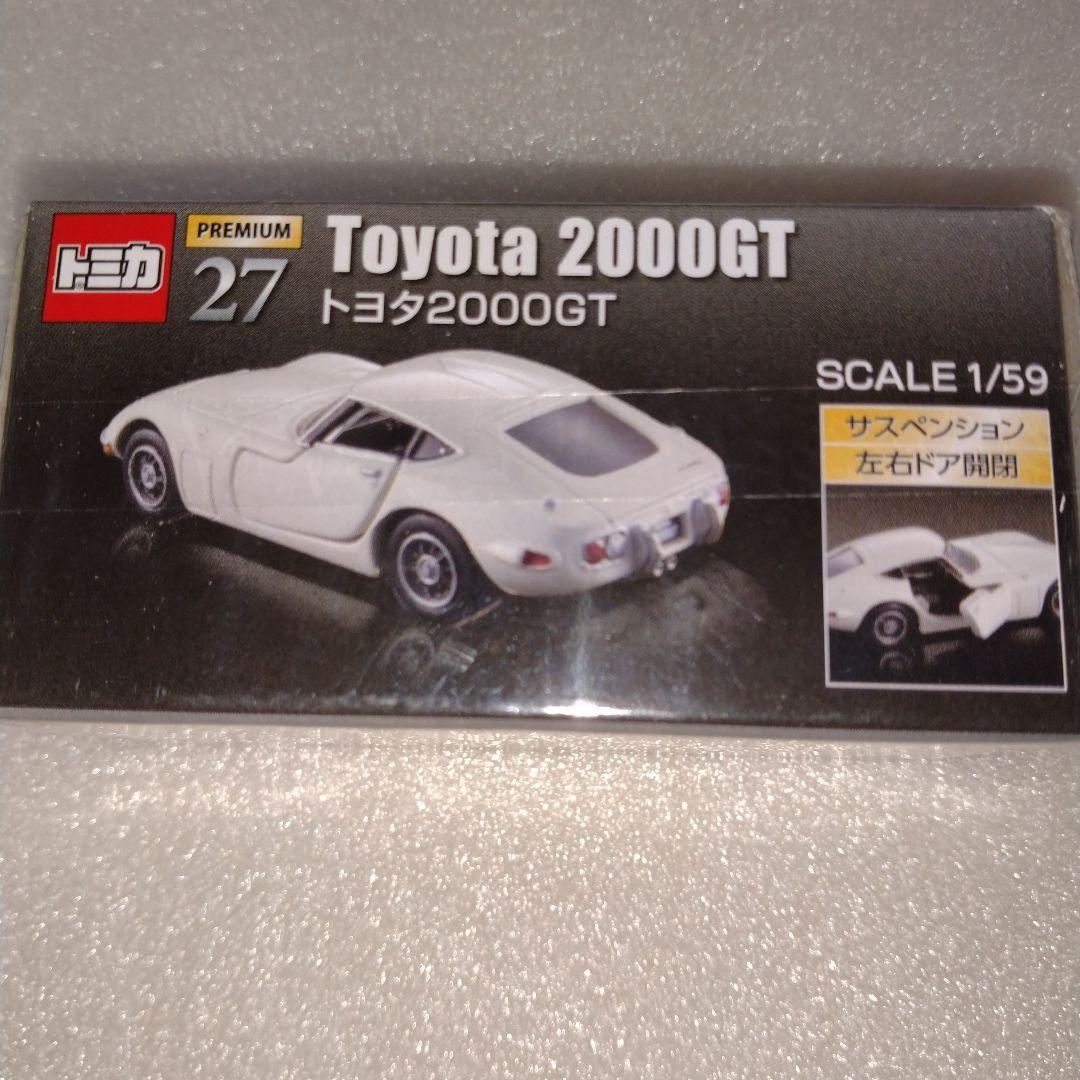 トミカ®
PREMIUM
27
Toyota 2000GT
トヨタ2000GT
SCALE 1/59
サスペンション
左右ドア開閉